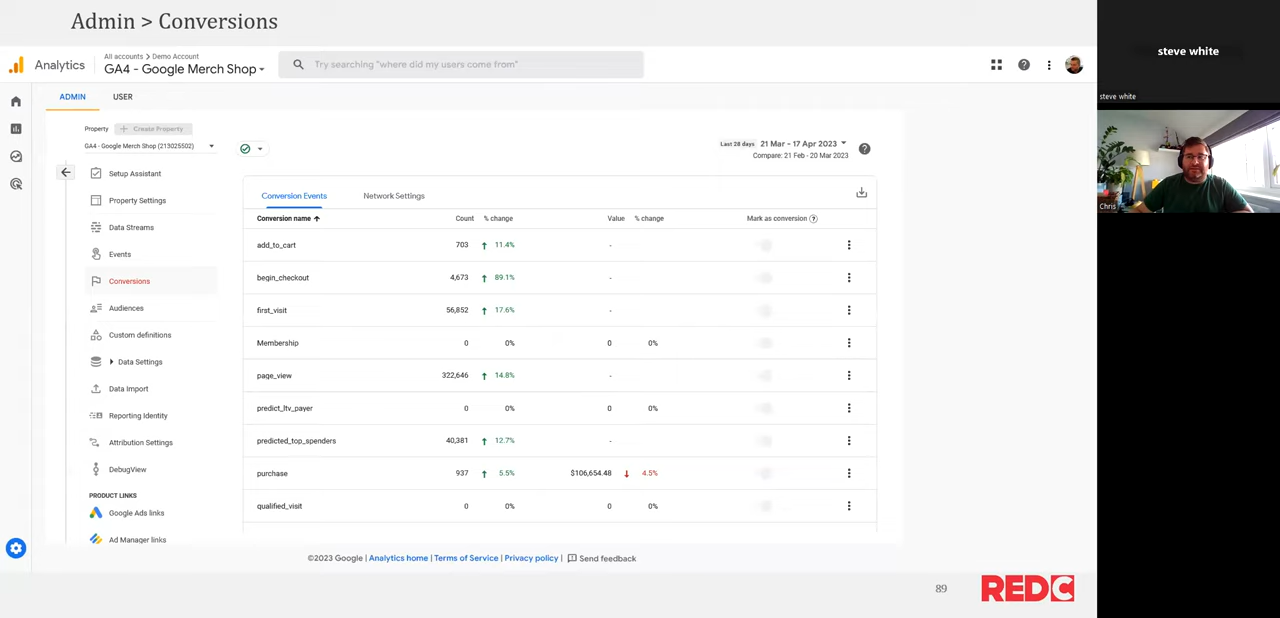 Admin > Conversions
Analytics
All accounts > Demo Account
GA4 - Google Merch Shop
Try searching "where did my users come from"
ADMIN
USER
Property
Create Property
GA4 - Google Merch Shop (213025502)
Last 28 days 21 Mar - 17 Apr 2023
Compare: 21 Feb - 20 Mar 2023
Setup Assistant
Property Settings
Data Streams
Events
Conversions
Audiences
Custom definitions
Data Settings
Data Import
Reporting Identity
Attribution Settings
DebugView
PRODUCT LINKS
Google Ads links
Ad Manager links
Conversion Events
Network Settings
Conversion name Count % change Value % change Mark as conversion
add_to_cart 703 11.4% -
begin_checkout 4,673 89.1% -
first_visit 56,852 17.6% -
Membership 0 0% 0 0%
page_view 322,646 14.8% -
predict_ltv_payer 0 0% 0 0%
predicted_top_spenders 40,381 12.7% -
purchase 937 5.5% $106,654.48 4.5%
qualified_visit 0 0% 0 0%
©2023 Google | Analytics home | Terms of Service | Privacy policy | Send feedback
89
REDC
steve white
steve white
Chris